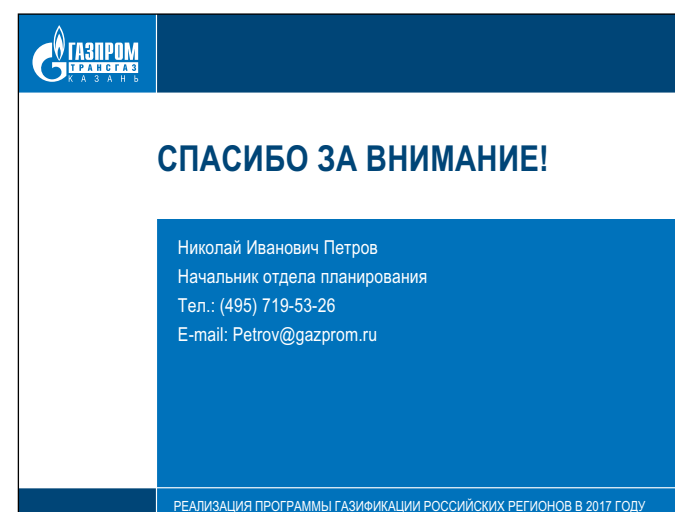 ГАЗПРОМ
ТРАНСГАЗ
КАЗАНЬ
СПАСИБО ЗА ВНИМАНИЕ!
Николай Иванович Петров
Начальник отдела планирования
Тел.: (495) 719-53-26
E-mail: Petrov@gazprom.ru
РЕАЛИЗАЦИЯ ПРОГРАММЫ ГАЗИФИКАЦИИ РОССИЙСКИХ РЕГИОНОВ В 2017 ГОДУ